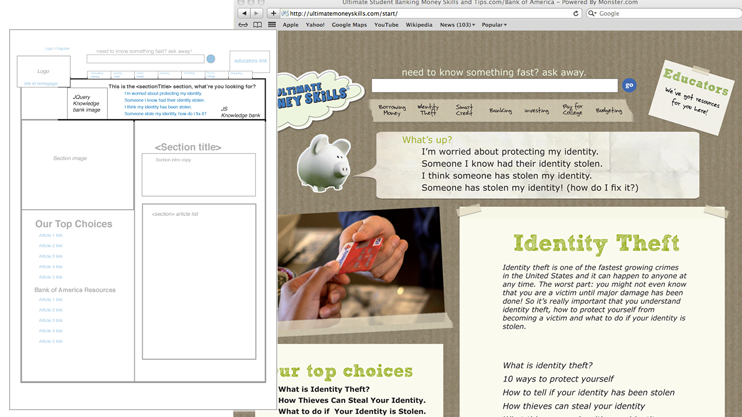 Login / Register
need to know something fast? ask away!
Logo
link to homepage
educators link
This is the <sectionTitle> section, what're you looking for?
I'm worried about protecting my identity.
Someone I know had their identity stolen.
I think my identity has been stolen.
Someone stole my identity, how do i fix it?
JQuery
Knowledge
bank image
JS
Knowledge bank
Section image
<Section title>
Section intro copy
<section> article list
Our Top Choices
Article 1 link
Article 2 link
Article 3 link
Article 4 link
Article 5 link
Bank of America Resources
Article 1 link
Article 2 link
Article 3 link
Article 4 link
Article 5 link
Ultimate Student Banking Money Skills and Tips.com/Bank of America – Powered By Monster.com
http://ultimatemoneyskills.com/start/
Google
Apple Yahoo! Google Maps YouTube Wikipedia News (103) Popular
need to know something fast? ask away.
go
ULTIMATE
MONEY SKILLS
Educators
We've got resources
for you here!
Borrowing Money
Identity Theft
Smart Credit
Banking
Investing
Pay for College
Budgeting
What's up?
I'm worried about protecting my identity.
Someone I know had their identity stolen.
I think someone has stolen my identity.
Someone has stolen my identity! (how do I fix it?)
Identity Theft
Identity theft is one of the fastest growing crimes
in the United States and it can happen to anyone at
any time. The worst part: you might not even know
that you are a victim until major damage has been
done! So it's really important that you understand
identity theft, how to protect yourself from
becoming a victim and what to do if your identity is
stolen.
What is identity theft?
10 ways to protect yourself
How to tell if your identity has been stolen
How thieves can steal your identity
Our top choices
What is Identity Theft?
How Thieves Can Steal Your Identity.
What to do if Your Identity is Stolen.